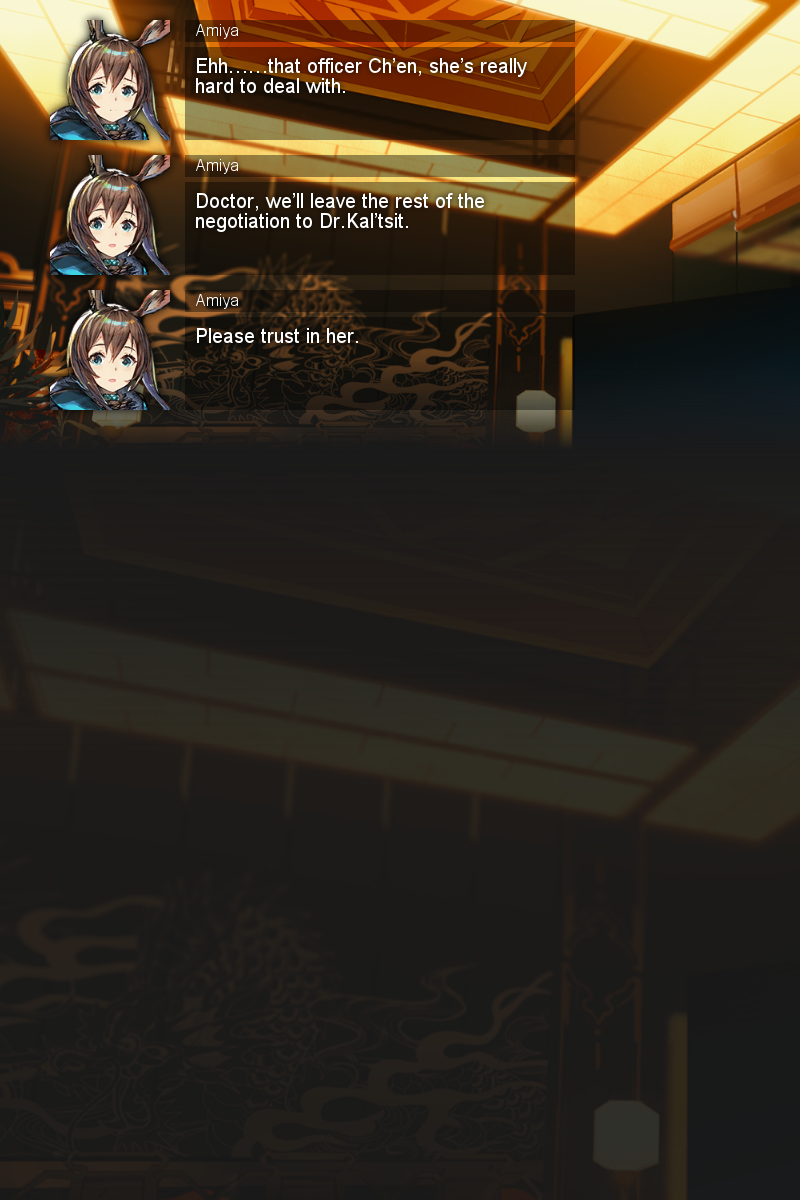 Amiya
Ehh......that officer Ch'en, she's really
hard to deal with.
Amiya
Doctor, we'll leave the rest of the
negotiation to Dr.Kal'tsit.
Amiya
Please trust in her.